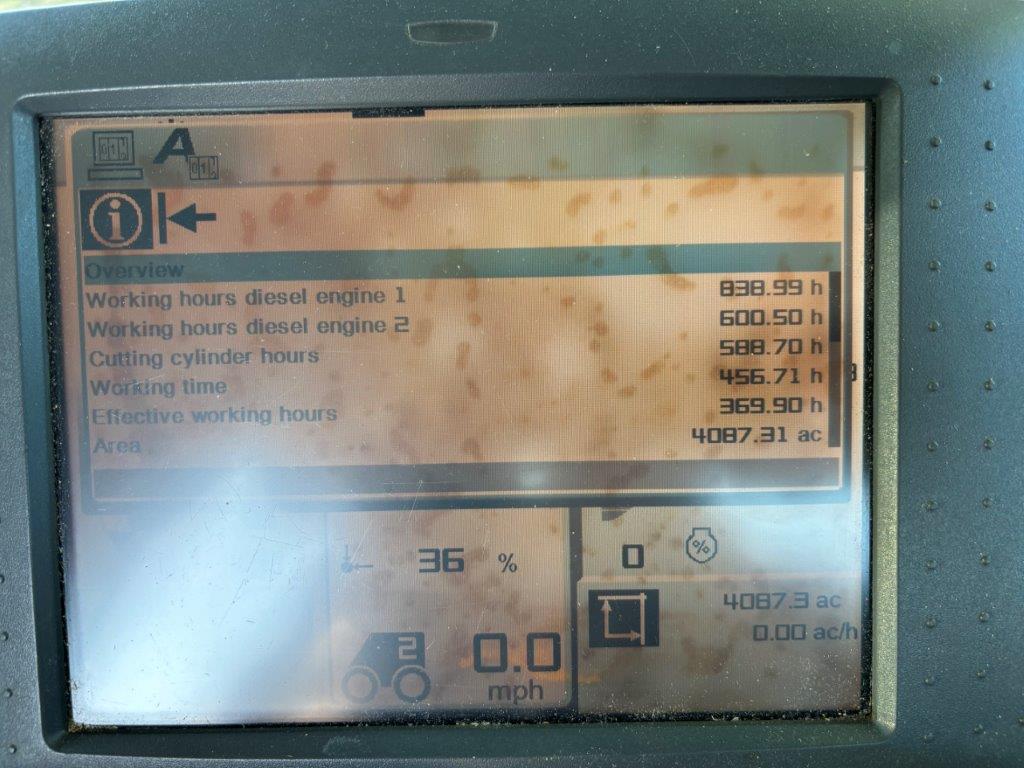 A
Overview
Working hours diesel engine 1 838.99 h
Working hours diesel engine 2 600.50 h
Cutting cylinder hours 588.70 h
Working time 456.71 h
Effective working hours 369.90 h
Area 4087.31 ac
36 %
0 %
4087.3 ac
0.00 ac/h
2
0.0
mph